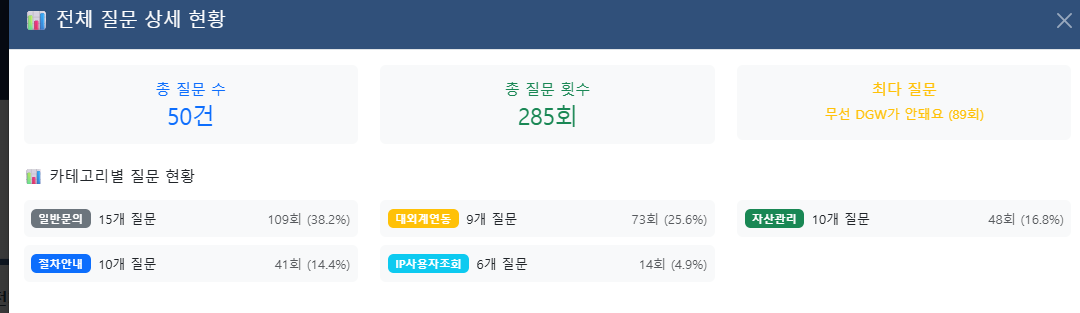 전체 질문 상세 현황
총 질문 수
50건
총 질문 횟수
285회
최다 질문
무선 DGW가 안돼요 (89회)
카테고리별 질문 현황
일반문의 15개 질문 109회 (38.2%)
대외계연동 9개 질문 73회 (25.6%)
자산관리 10개 질문 48회 (16.8%)
절차안내 10개 질문 41회 (14.4%)
IP사용자조회 6개 질문 14회 (4.9%)